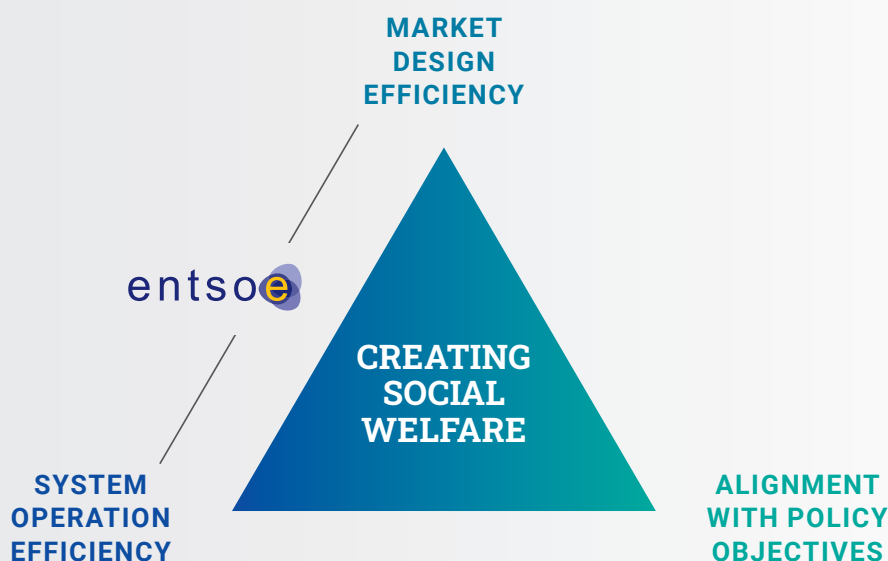 MARKET
DESIGN
EFFICIENCY
entsoe
CREATING
SOCIAL
WELFARE
SYSTEM
OPERATION
EFFICIENCY
ALIGNMENT
WITH POLICY
OBJECTIVES